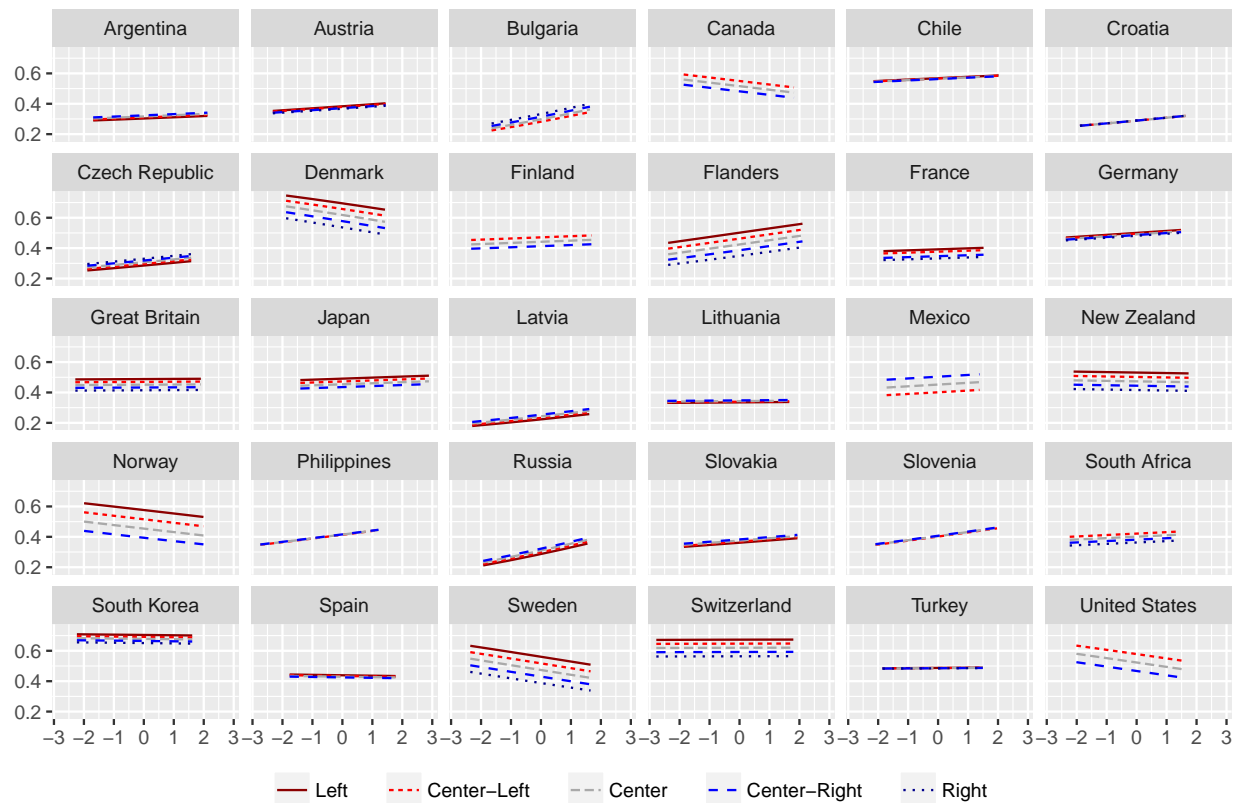 Argentina Austria Bulgaria Canada Chile Croatia
0.6
0.4
0.2
Czech Republic Denmark Finland Flanders France Germany
0.6
0.4
0.2
Great Britain Japan Latvia Lithuania Mexico New Zealand
0.6
0.4
0.2
Norway Philippines Russia Slovakia Slovenia South Africa
0.6
0.4
0.2
South Korea Spain Sweden Switzerland Turkey United States
0.6
0.4
0.2
−3 −2 −1 0 1 2 3 −3 −2 −1 0 1 2 3 −3 −2 −1 0 1 2 3 −3 −2 −1 0 1 2 3 −3 −2 −1 0 1 2 3 −3 −2 −1 0 1 2 3
Left Center−Left Center Center−Right Right